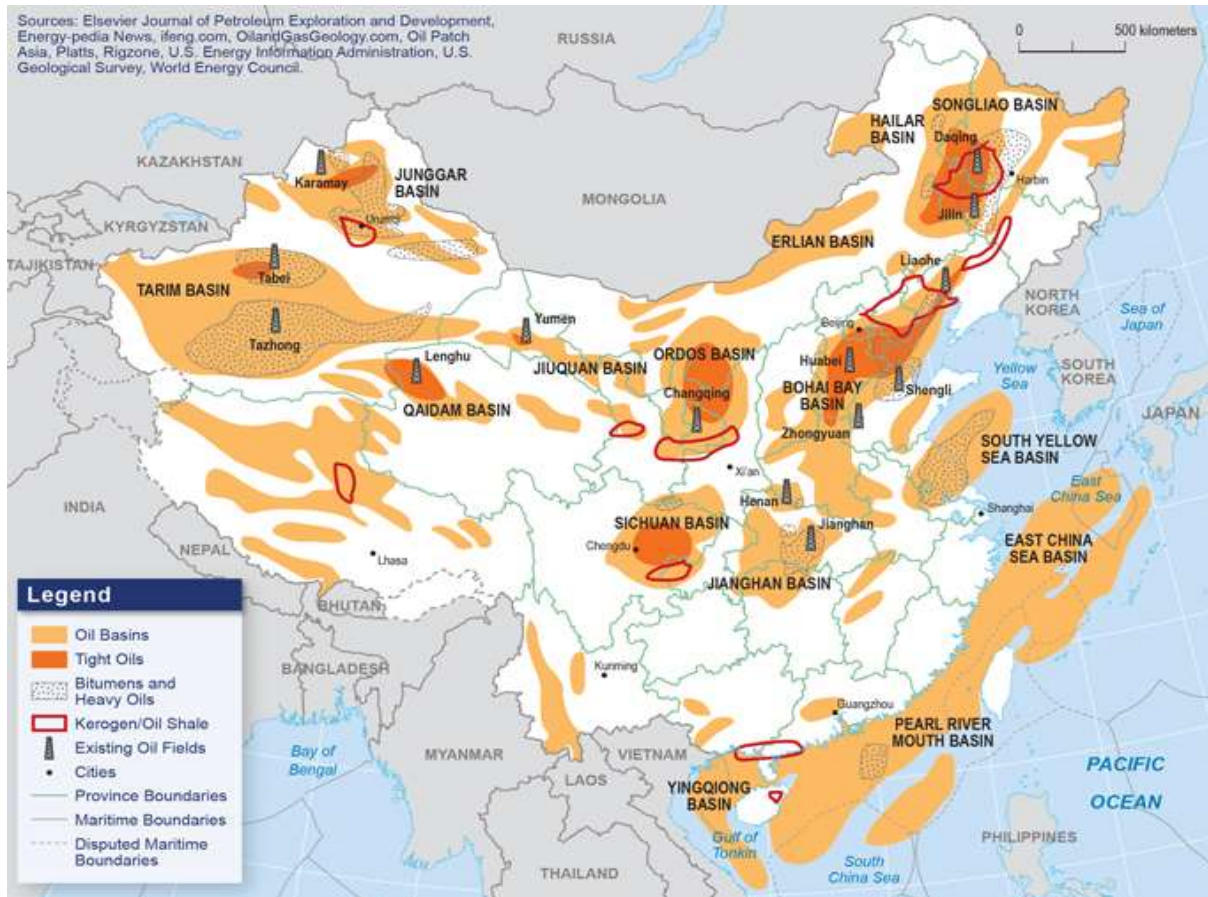 Sources: Elsevier Journal of Petroleum Exploration and Development,
Energy-pedia News, ifeng.com, OilandGasGeology.com, Oil Patch
Asia, Platts, Rigzone, U.S. Energy Information Administration, U.S.
Geological Survey, World Energy Council.
RUSSIA
0 500 kilometers
SONGLIAO BASIN
HAILAR
BASIN
Daqing
Harbin
KAZAKHSTAN
Karamay
JUNGGAR
BASIN
MONGOLIA
Jilin
Urumqi
KYRGYZSTAN
ERLIAN BASIN
Liaohe
TAJIKISTAN
Tabei
TARIM BASIN
NORTH
KOREA
Sea of
Japan
Tazhong
Yumen
Beijing
Lenghu
ORDOS BASIN
Huabei
JIUQUAN BASIN
Yellow
Sea
SOUTH
KOREA
Changqing
BOHAI BAY
BASIN
Shengli
QAIDAM BASIN
JAPAN
Zhongyuan
SOUTH YELLOW
SEA BASIN
Xi'an
East
China Sea
INDIA
Henan
Shanghai
SICHUAN BASIN
Jianghan
EAST CHINA
SEA BASIN
NEPAL
Lhasa
Chengdu
JIANGHAN BASIN
BHUTAN
Legend
Oil Basins
Tight Oils
Bitumens and
Heavy Oils
Kerogen/Oil Shale
Existing Oil Fields
Cities
Province Boundaries
Maritime Boundaries
Disputed Maritime
Boundaries
BANGLADESH
Kunming
Guangzhou
PEARL RIVER
MOUTH BASIN
Bay of
Bengal
MYANMAR
VIETNAM
LAOS
YINGQIONG
BASIN
PACIFIC
OCEAN
Gulf of
Tonkin
PHILIPPINES
South
China Sea
THAILAND